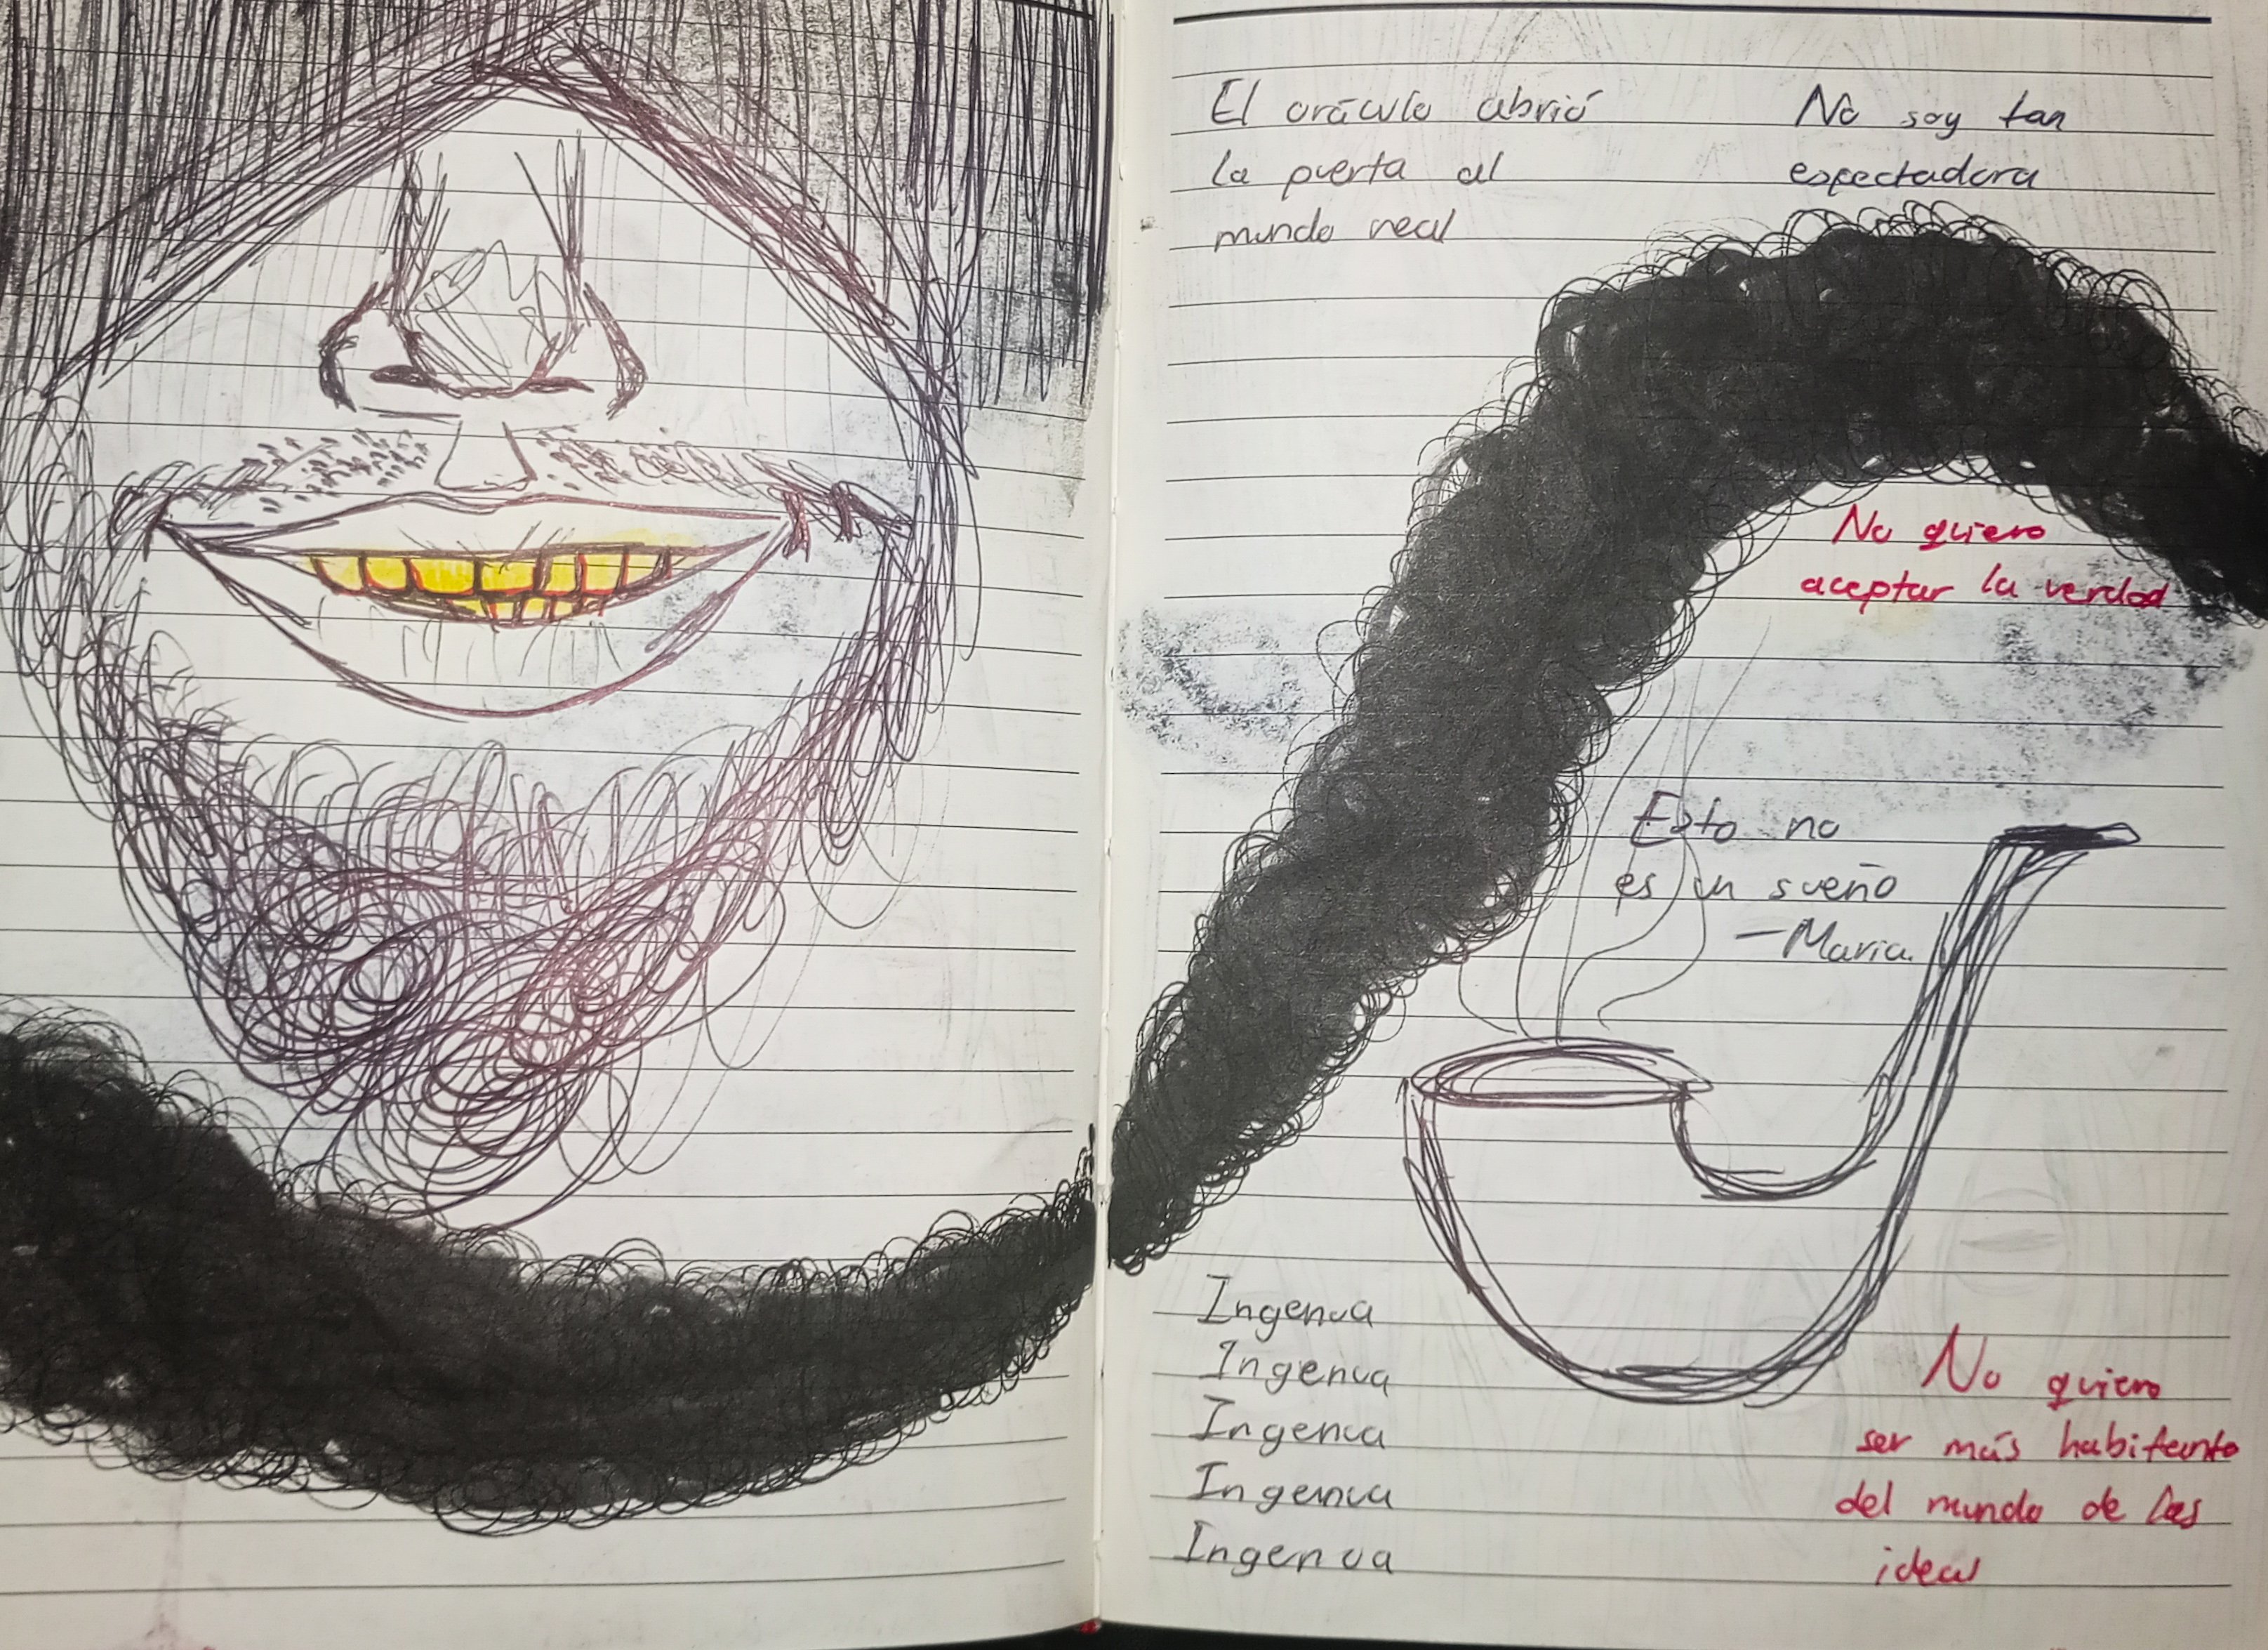 El oráculo abrió
la puerta al
mundo real
No soy tan
espectadora
No quiero
aceptar la verdad
Esto no
es un sueño
—Maria.
Ingenua
Ingenua
Ingenua
Ingenua
Ingenua
No quiero
ser más habitante
del mundo de las
ideas